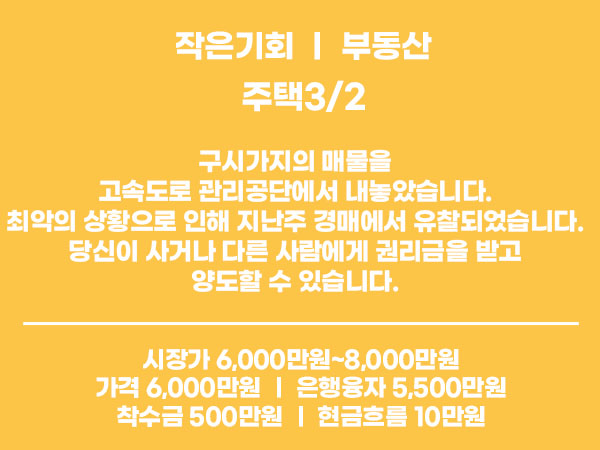 작은기회 ㅣ 부동산
주택3/2
구시가지의 매물을
고속도로 관리공단에서 내놓았습니다.
최악의 상황으로 인해 지난주 경매에서 유찰되었습니다.
당신이 사거나 다른 사람에게 권리금을 받고
양도할 수 있습니다.
시장가 6,000만원~8,000만원
가격 6,000만원 ㅣ 은행융자 5,500만원
착수금 500만원 ㅣ 현금흐름 10만원